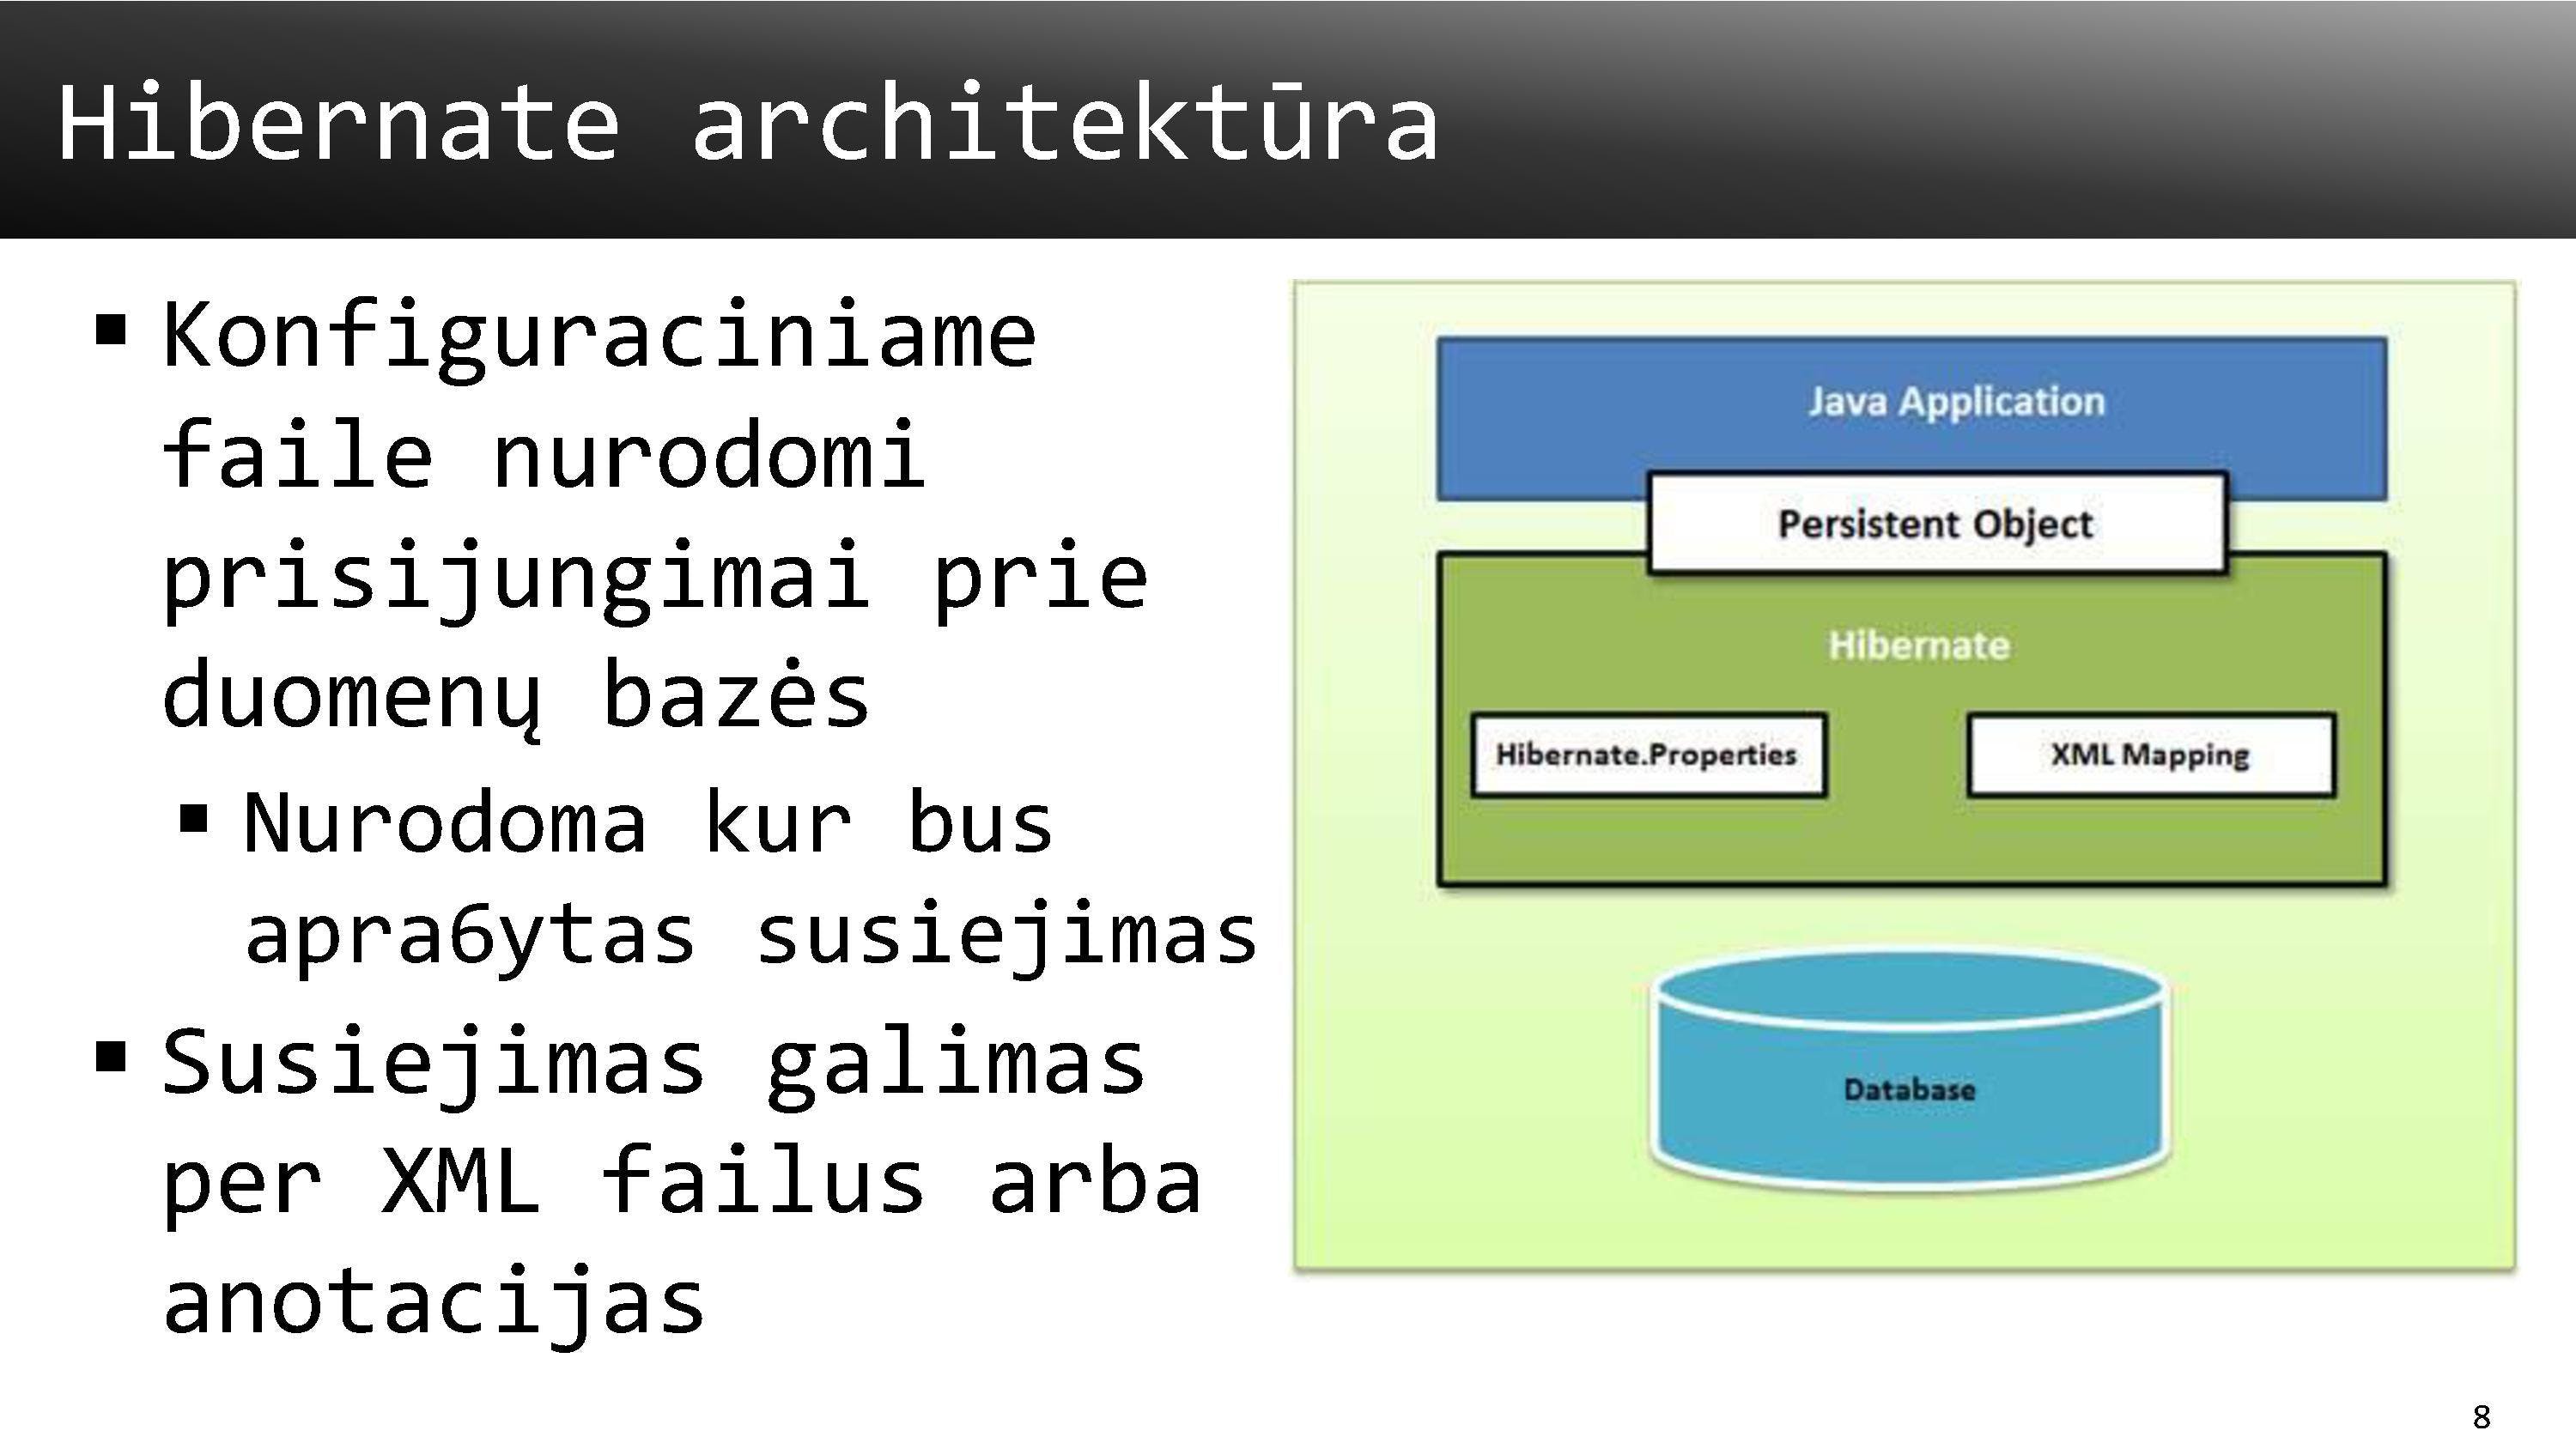 Hibernate architektūra
Konfiguraciniame
faile nurodomi
prisijungimai prie
duomenų bazės
Nurodoma kur bus
apra6ytas susiejimas
Susiejimas galimas
per XML failus arba
anotacijas
Java Application
Persistent Object
Hibernate
Hibernate.Properties
XML Mapping
Database
8